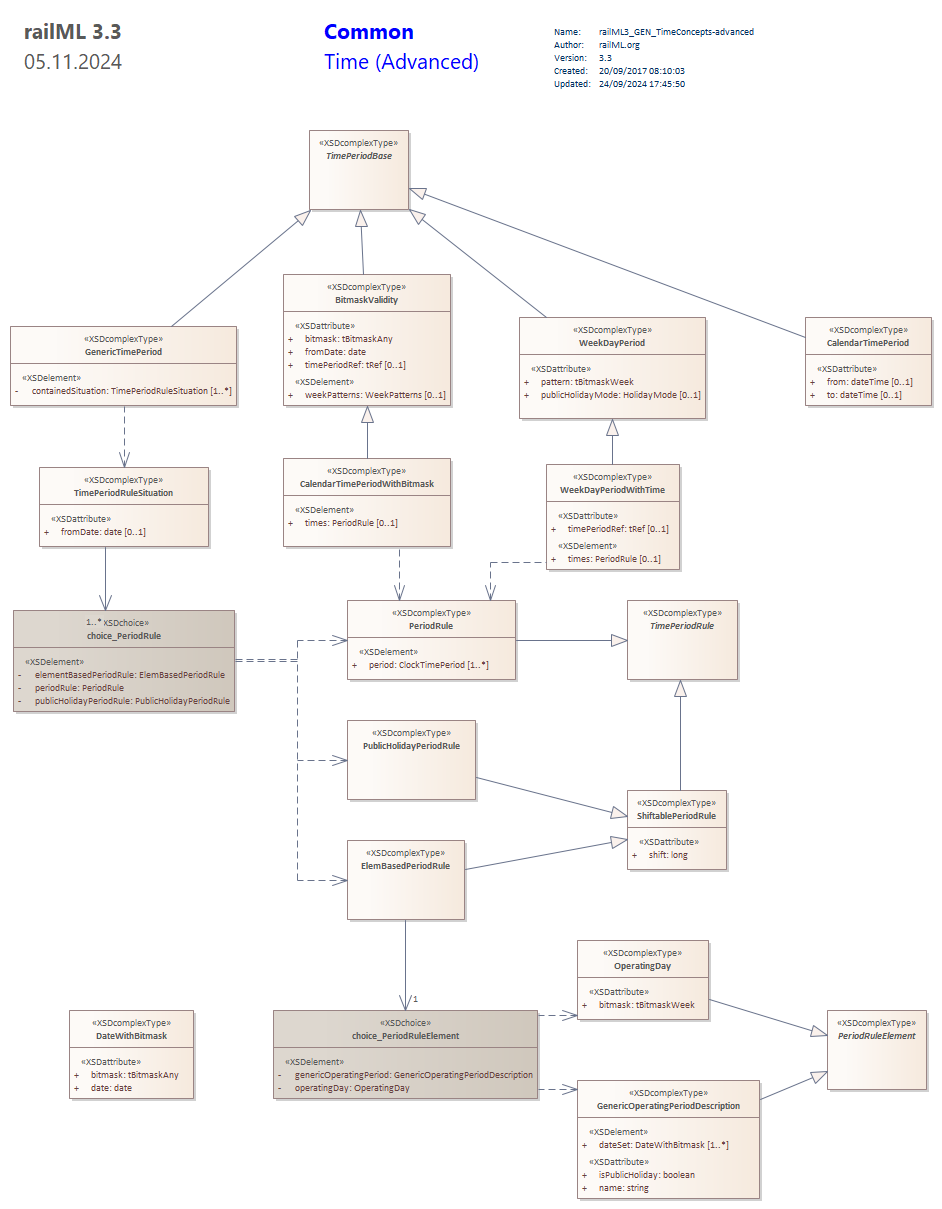 railML 3.3
05.11.2024
Common
Time (Advanced)
Name: railML3_GEN_TimeConcepts-advanced
Author: railML.org
Version: 3.3
Created: 20/09/2017 08:10:03
Updated: 24/09/2024 17:45:50
«XSDcomplexType»
TimePeriodBase
«XSDcomplexType»
BitmaskValidity
«XSDattribute»
+ bitmask: tBitmaskAny
+ fromDate: date
+ timePeriodRef: tRef [0..1]
«XSDelement»
+ weekPatterns: WeekPatterns [0..1]
«XSDcomplexType»
GenericTimePeriod
«XSDelement»
- containedSituation: TimePeriodRuleSituation [1..*]
«XSDcomplexType»
WeekDayPeriod
«XSDattribute»
+ pattern: tBitmaskWeek
+ publicHolidayMode: HolidayMode [0..1]
«XSDcomplexType»
CalendarTimePeriod
«XSDattribute»
+ from: dateTime [0..1]
+ to: dateTime [0..1]
«XSDcomplexType»
TimePeriodRuleSituation
«XSDattribute»
+ fromDate: date [0..1]
«XSDcomplexType»
CalendarTimePeriodWithBitmask
«XSDelement»
+ times: PeriodRule [0..1]
«XSDcomplexType»
WeekDayPeriodWithTime
«XSDattribute»
+ timePeriodRef: tRef [0..1]
«XSDelement»
+ times: PeriodRule [0..1]
1..* «XSDchoice»
choice_PeriodRule
«XSDelement»
- elementBasedPeriodRule: ElemBasedPeriodRule
- periodRule: PeriodRule
- publicHolidayPeriodRule: PublicHolidayPeriodRule
«XSDcomplexType»
PeriodRule
«XSDelement»
+ period: ClockTimePeriod [1..*]
«XSDcomplexType»
TimePeriodRule
«XSDcomplexType»
PublicHolidayPeriodRule
«XSDcomplexType»
ShiftablePeriodRule
«XSDattribute»
+ shift: long
«XSDcomplexType»
ElemBasedPeriodRule
1
«XSDcomplexType»
OperatingDay
«XSDattribute»
+ bitmask: tBitmaskWeek
«XSDcomplexType»
DateWithBitmask
«XSDattribute»
+ bitmask: tBitmaskAny
+ date: date
«XSDchoice»
choice_PeriodRuleElement
«XSDelement»
- genericOperatingPeriod: GenericOperatingPeriodDescription
- operatingDay: OperatingDay
«XSDcomplexType»
PeriodRuleElement
«XSDcomplexType»
GenericOperatingPeriodDescription
«XSDelement»
+ dateSet: DateWithBitmask [1..*]
«XSDattribute»
+ isPublicHoliday: boolean
+ name: string